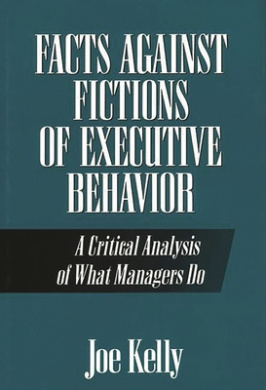 FACTS AGAINST
FICTIONS
OF EXECUTIVE
BEHAVIOR
A Critical Analysis
of What Managers Do
Joe Kelly